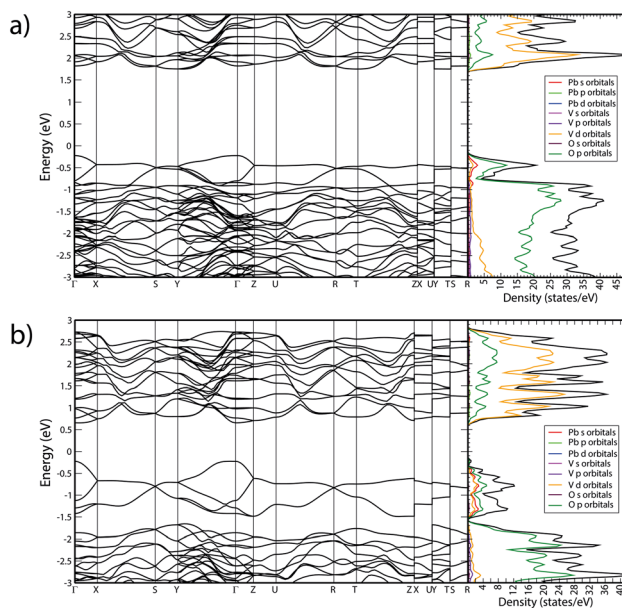 a)
Energy (eV)
3
2.5
2
1.5
1
0.5
0
-0.5
-1
-1.5
-2
-2.5
-3
Γ X S Y Γ Z U R T ZX UY TS R
Pb s orbitals
Pb p orbitals
Pb d orbitals
V s orbitals
V p orbitals
V d orbitals
O s orbitals
O p orbitals
5 10 15 20 25 30 35 40 45
Density (states/eV)
b)
Energy (eV)
3
2.5
2
1.5
1
0.5
0
-0.5
-1
-1.5
-2
-2.5
-3
Γ X S Y Γ Z U R T ZX UY TS R
Pb s orbitals
Pb p orbitals
Pb d orbitals
V s orbitals
V p orbitals
V d orbitals
O s orbitals
O p orbitals
4 8 12 16 20 24 28 32 36 40
Density (states/eV)